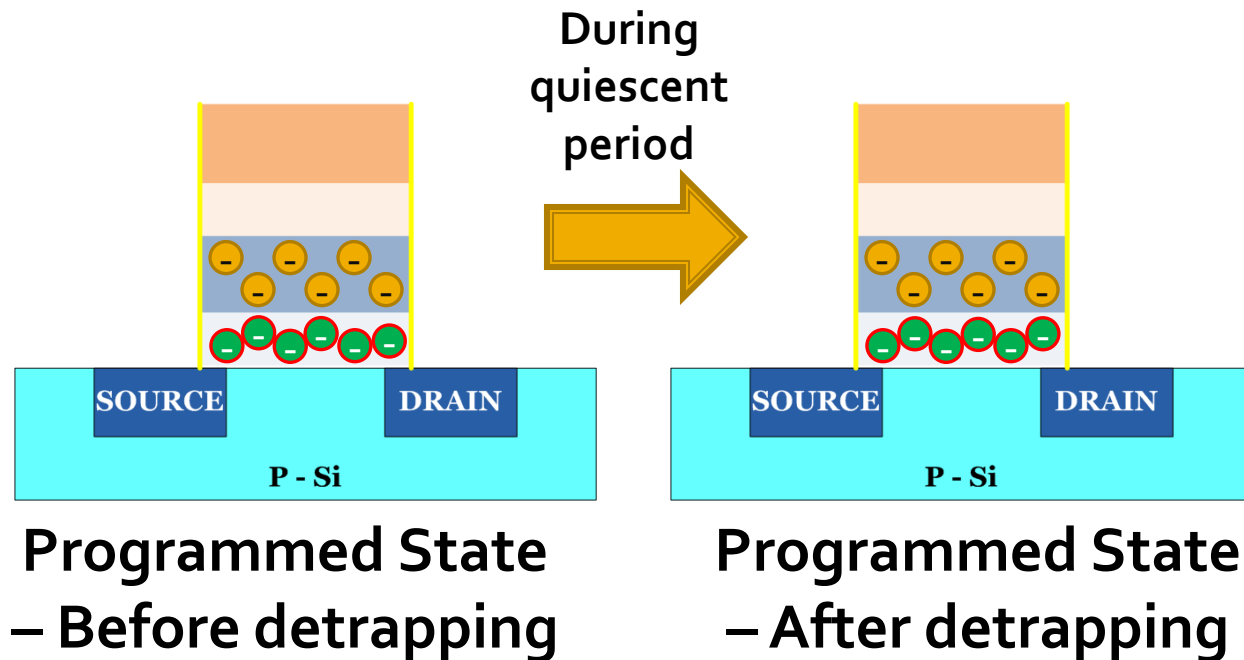 During
quiescent
period
SOURCE
DRAIN
P - Si
SOURCE
DRAIN
P - Si
- - - - - -
- - - - - -
- - - - - -
- - - - - -
Programmed State
– Before detrapping
Programmed State
– After detrapping